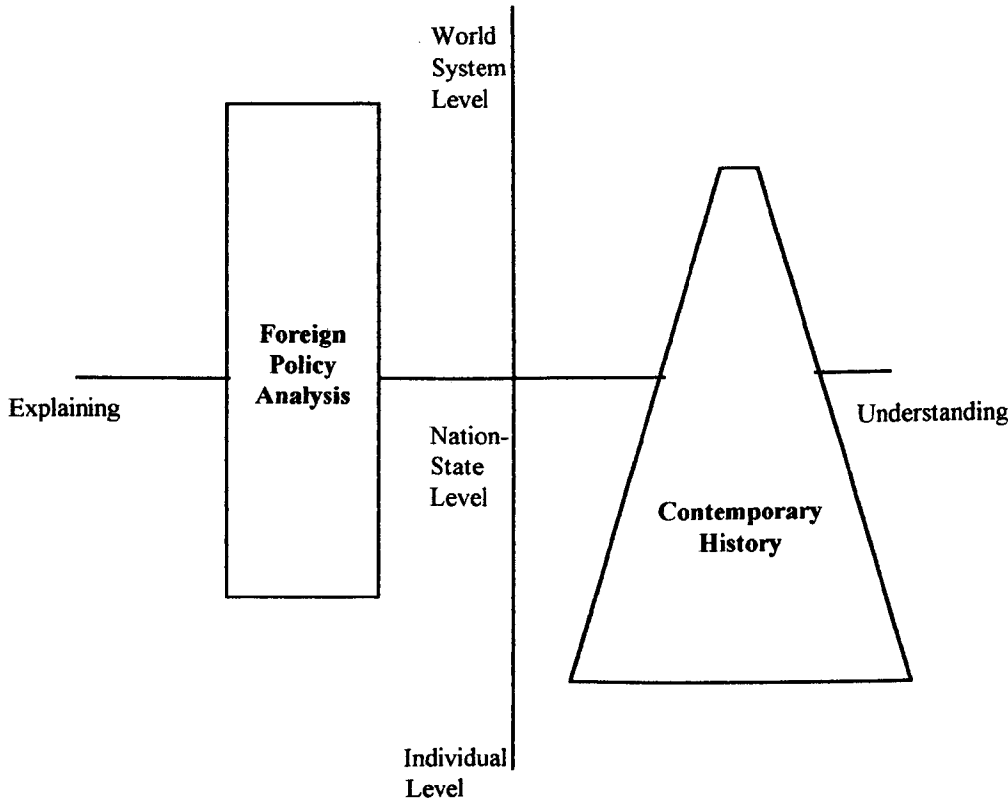 World
System
Level
Foreign
Policy
Analysis
Explaining
Understanding
Nation-
State
Level
Contemporary
History
Individual
Level